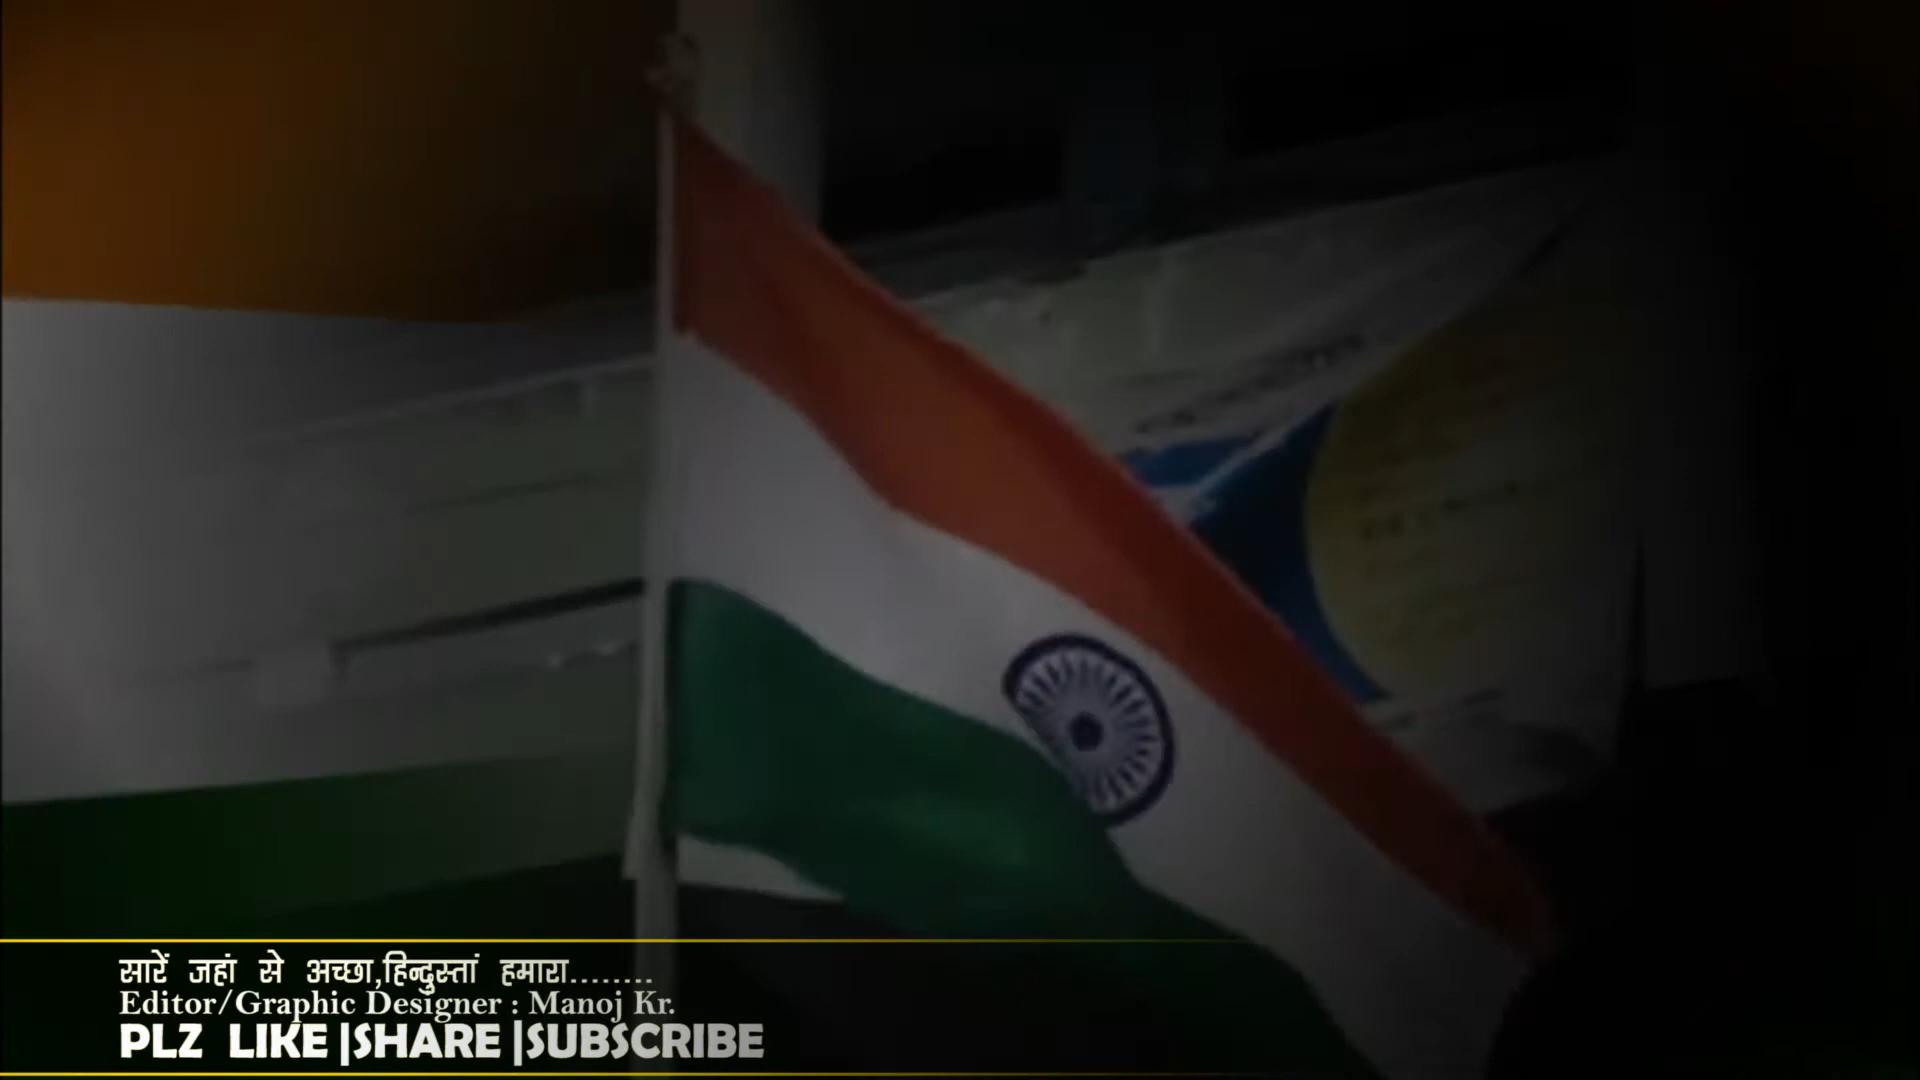 सारें जहां से अच्छा,हिन्दुस्तां हमारा........
Editor/Graphic Designer : Manoj Kr.
PLZ LIKE |SHARE |SUBSCRIBE